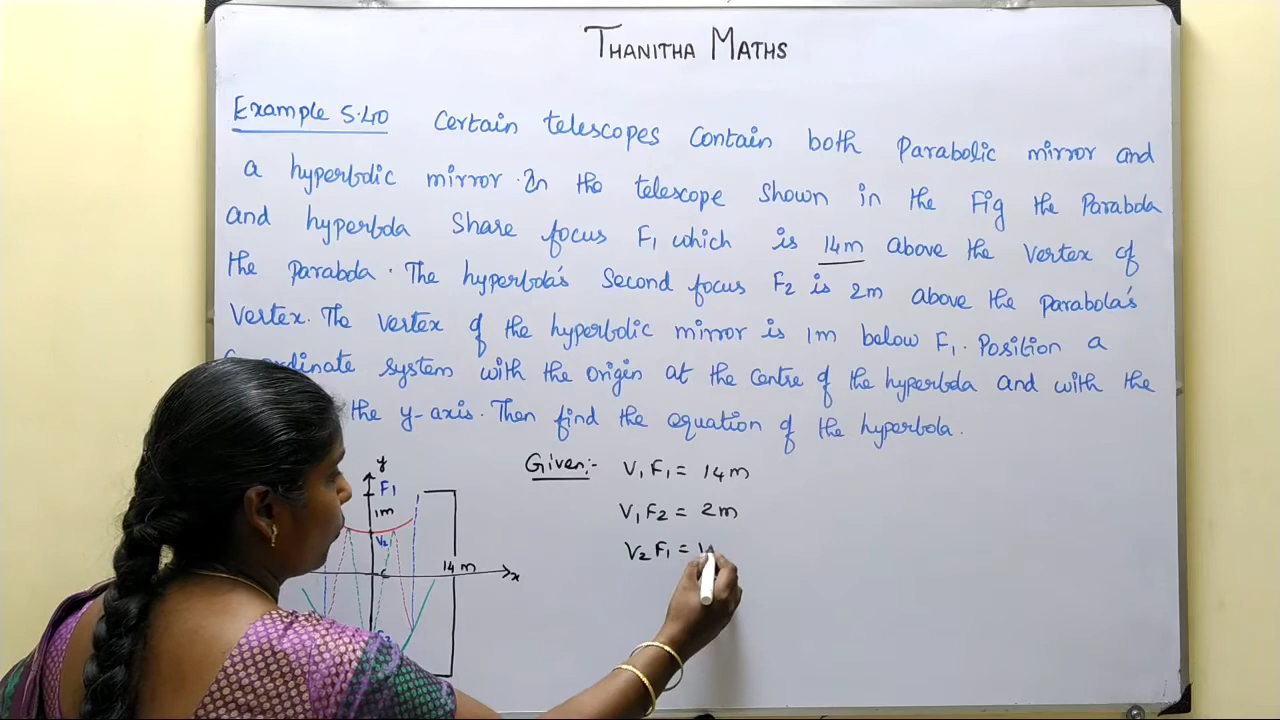 THANITHA MATHS
Example 5.40 Certain telescopes contain both parabolic mirror and
a hyperbolic mirror. In the telescope shown in the Fig the Parabola
and hyperbola Share focus F1 which is 14m above the vertex of
the parabola. The hyperbola's Second focus F2 is 2m above the parabola's
Vertex. The vertex of the hyperbolic mirror is 1m below F1. Position a
Coordinate system with the origin at the centre of the hyperbola and with the
the y-axis. Then find the equation of the hyperbola.
Given:- V1F1 = 14m
V1F2 = 2m
V2F1 = 1
y
F1
1m
V2
14 m
c
x
F2